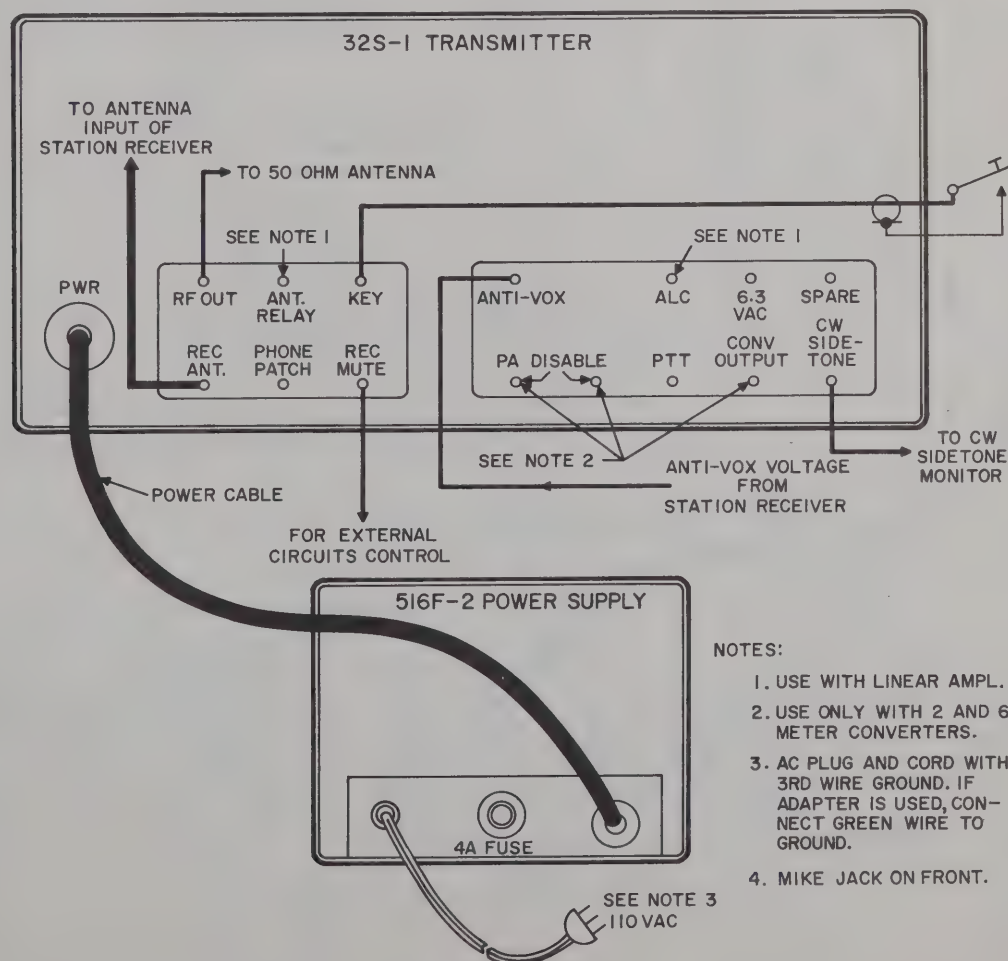 32S-1 TRANSMITTER
TO ANTENNA
INPUT OF
STATION RECEIVER
TO 50 OHM ANTENNA
SEE NOTE 1
SEE NOTE 1
PWR
RF OUT
ANT.
RELAY
KEY
REC
ANT.
PHONE
PATCH
REC
MUTE
ANTI-VOX
ALC
6.3
VAC
SPARE
PA DISABLE
PTT
CONV
OUTPUT
CW
SIDE-
TONE
SEE NOTE 2
ANTI-VOX VOLTAGE
FROM
STATION RECEIVER
TO CW
SIDETONE
MONITOR
POWER CABLE
FOR EXTERNAL
CIRCUITS CONTROL
516F-2 POWER SUPPLY
4A FUSE
SEE NOTE 3
110 VAC
NOTES:
1. USE WITH LINEAR AMPL.
2. USE ONLY WITH 2 AND 6
METER CONVERTERS.
3. AC PLUG AND CORD WITH
3RD WIRE GROUND. IF
ADAPTER IS USED, CON-
NECT GREEN WIRE TO
GROUND.
4. MIKE JACK ON FRONT.